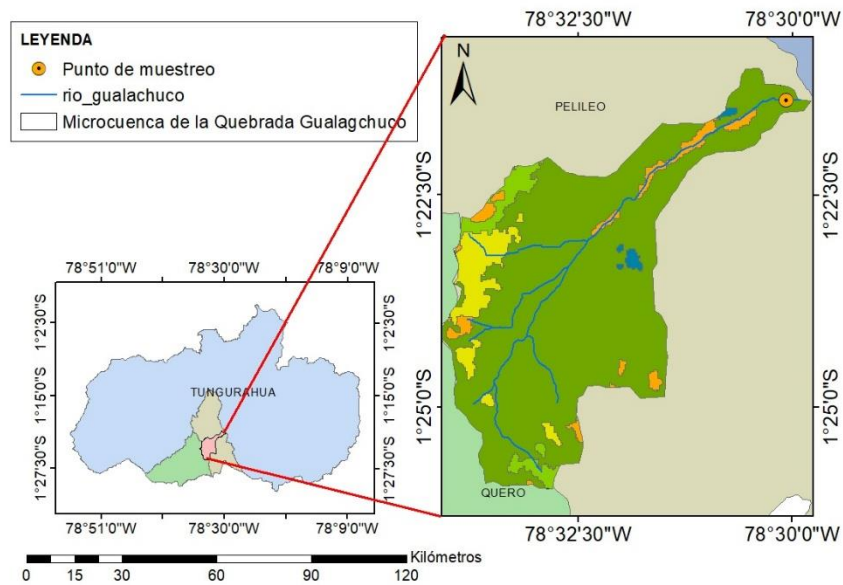 LEYENDA
Punto de muestreo
rio_gualachuco
Microcuenca de la Quebrada Gualagchuco
78°32'30"W 78°30'0"W
N
PELILEO
1°22'30"S 1°22'30"S
1°25'0"S 1°25'0"S
QUERO
78°32'30"W 78°30'0"W
78°51'0"W 78°30'0"W 78°9'0"W
1°2'30"S 1°2'30"S
TUNGURAHUA
1°15'0"S 1°15'0"S
1°27'30"S 1°27'30"S
78°51'0"W 78°30'0"W 78°9'0"W
Kilómetros
0 15 30 60 90 120